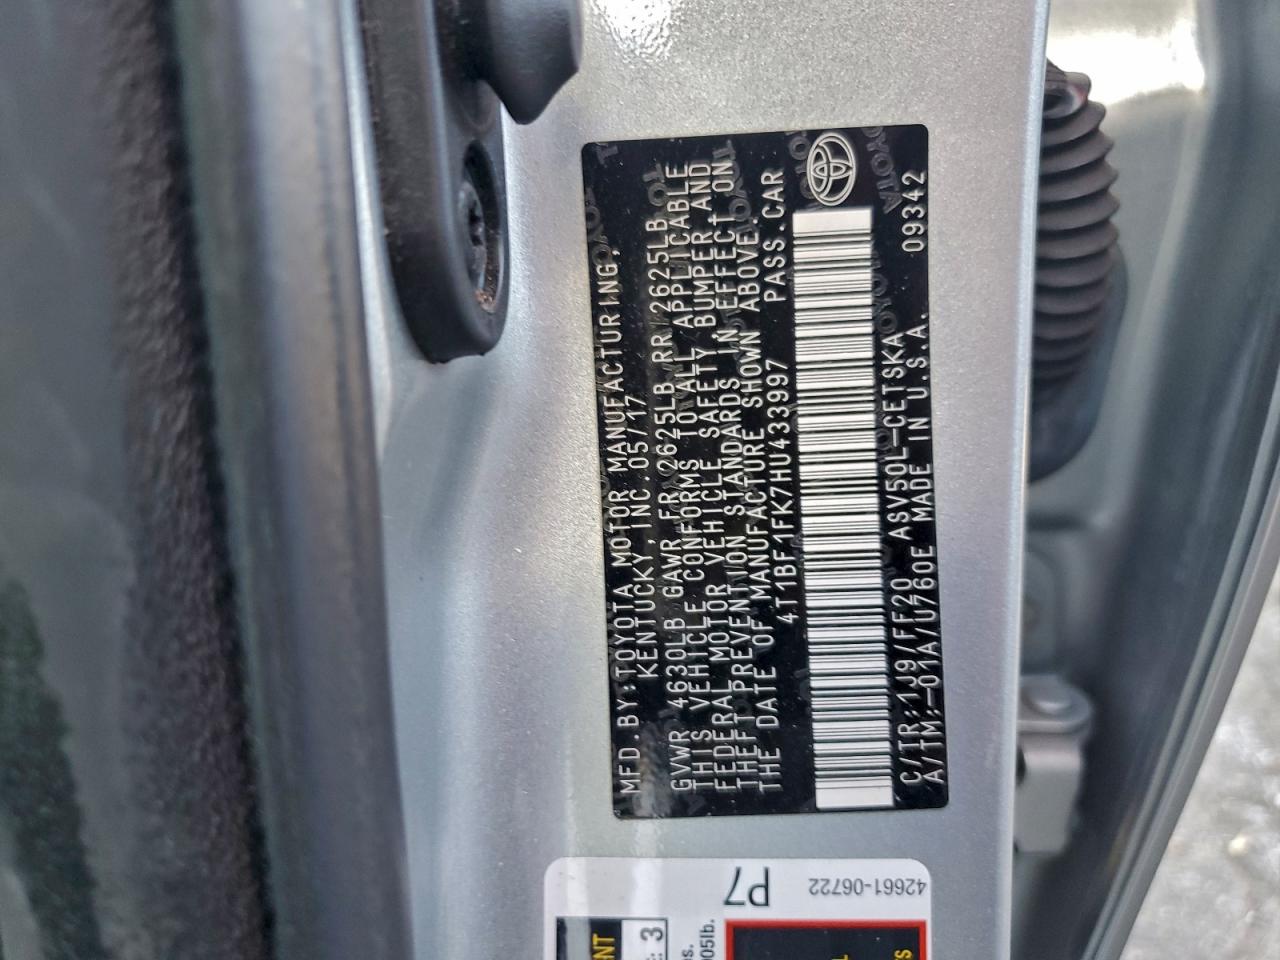 MFD.BY:TOYOTA MOTOR MANUFACTURING,
KENTUCKY, INC. 05/17
GVWR 4630LB GAWR FR 2625LB RR 2625LB
THIS VEHICLE CONFORMS TO ALL APPLICABLE
FEDERAL MOTOR VEHICLE SAFETY, BUMPER AND
THEFT PREVENTION STANDARDS IN EFFECT ON
THE DATE OF MANUFACTURE SHOWN ABOVE.
4T1BF1FK7HU433997 PASS.CAR
C/TR:1J9/FF20 ASV50L-CETSKA 09342
A/TM:-01A/U760E MADE IN U.S.A.
P7
42661-06722
3
005lb.